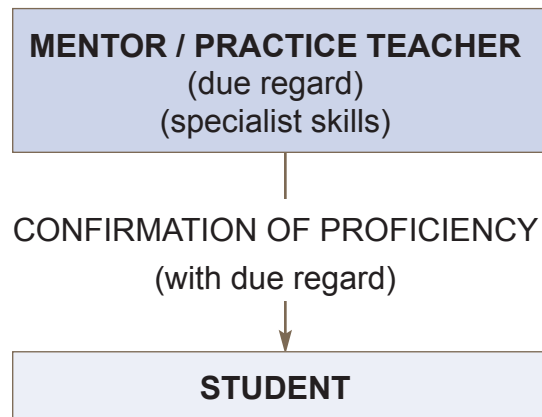 MENTOR / PRACTICE TEACHER
(due regard)
(specialist skills)
CONFIRMATION OF PROFICIENCY
(with due regard)
STUDENT